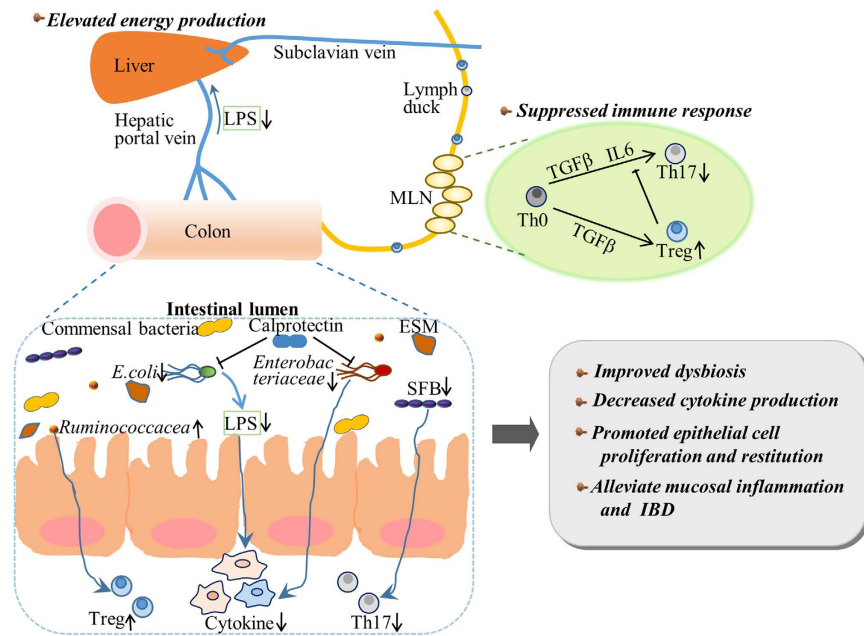 Elevated energy production
Subclavian vein
Liver
Lymph
duck
Hepatic
portal vein
LPS
Suppressed immune response
TGFβ IL6
Th17
MLN
Th0
TGFβ
Treg
Colon
Intestinal lumen
Commensal bacteria
Calprotectin
ESM
E.coli
Enterobac
teriaceae
SFB
LPS
Ruminococcacea
Treg
Cytokine
Th17
Improved dysbiosis
Decreased cytokine production
Promoted epithelial cell
proliferation and restitution
Alleviate mucosal inflammation
and IBD